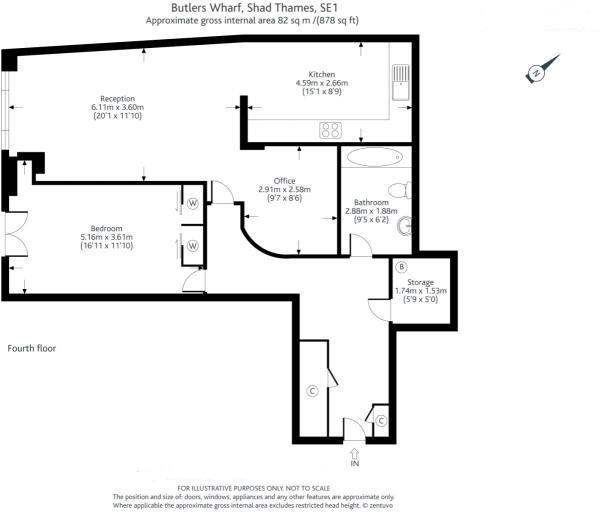 Butlers Wharf, Shad Thames, SE1
Approximate gross internal area 82 sq m /(878 sq ft)
Kitchen
4.59m x 2.66m
(15'1 x 8'9)
N
Reception
6.11m x 3.60m
(20'1 x 11'10)
Office
2.91m x 2.58m
(9'7 x 8'6)
Bathroom
2.88m x 1.88m
(9'5 x 6'2)
W
Bedroom
5.16m x 3.61m
(16'11 x 11'10)
W
B
Storage
1.74m x 1.53m
(5'9 x 5'0)
Fourth floor
C
C
IN
FOR ILLUSTRATIVE PURPOSES ONLY. NOT TO SCALE
The position and size of: doors, windows, appliances and any other features are approximate only.
Where applicable the approximate gross internal area excludes restricted head height. © zentuvo